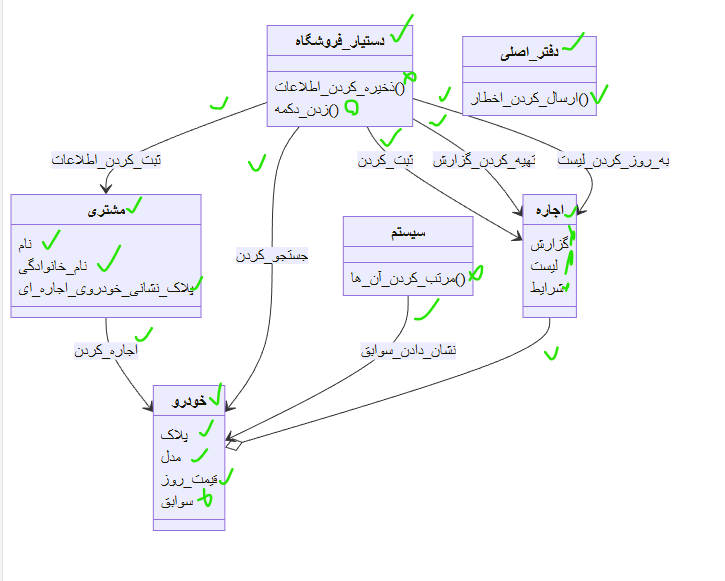 دستیار_فروشگاه
ذخیره_کردن_اطلاعات()
زدن_دکمه()
دفتر_اصلی
ارسال_کردن_اخطار()
ثبت_کردن_اطلاعات
ثبت_کردن
تهیه_کردن_گزارش
به_روز_کردن_لیست
مشتری
نام
نام_خانوادگی
پلاک_نشانی_خودروی_اجاره_ای
جستجو_کردن
سیستم
مرتب_کردن_آن_ها()
اجاره
گزارش
لیست
شرایط
اجاره_کردن
نشان_دادن_سوابق
خودرو
پلاک
مدل
قیمت_روز
سوابق